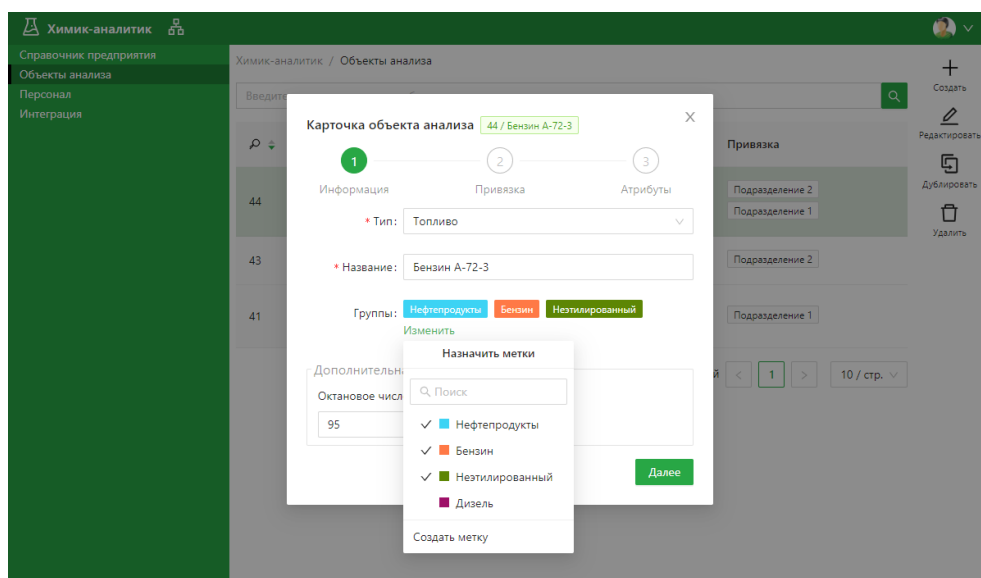 Химик-аналитик
Справочник предприятия
Объекты анализа
Персонал
Интеграция
Химик-аналитик / Объекты анализа
Введите
Создать
Редактировать
Дублировать
Удалить
Привязка
44
Подразделение 2
Подразделение 1
43
Подразделение 2
41
Подразделение 1
й < 1 > 10 / стр.
Карточка объекта анализа 44 / Бензин А-72-3
1 2 3
Информация Привязка Атрибуты
* Тип: Топливо
* Название: Бензин А-72-3
Группы: Нефтепродукты Бензин Неэтилированный
Изменить
Дополнительн
Октановое числ
95
Далее
Назначить метки
Поиск
Нефтепродукты
Бензин
Неэтилированный
Дизель
Создать метку